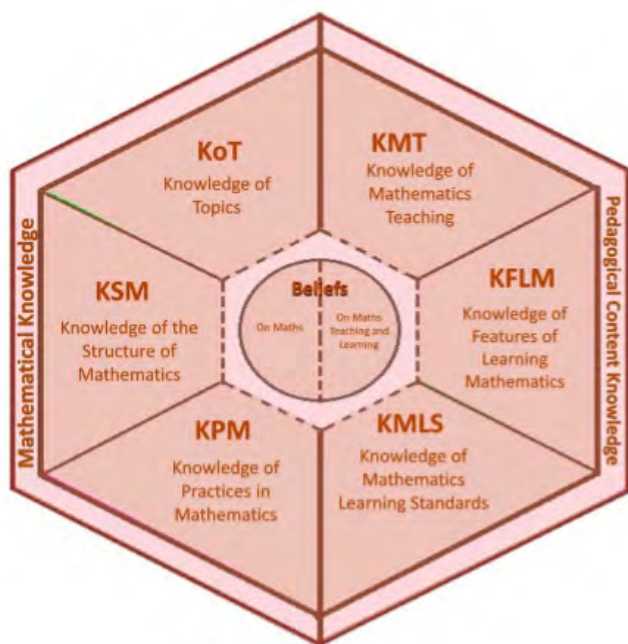 KoT
Knowledge of
Topics
KMT
Knowledge of
Mathematics
Teaching
Mathematical Knowledge
KSM
Knowledge of the
Structure of
Mathematics
Beliefs
On Maths
On Maths
Teaching and
Learning
KFLM
Knowledge of
Features of
Learning
Mathematics
Pedagogical Content Knowledge
KPM
Knowledge of
Practices in
Mathematics
KMLS
Knowledge of
Mathematics
Learning Standards